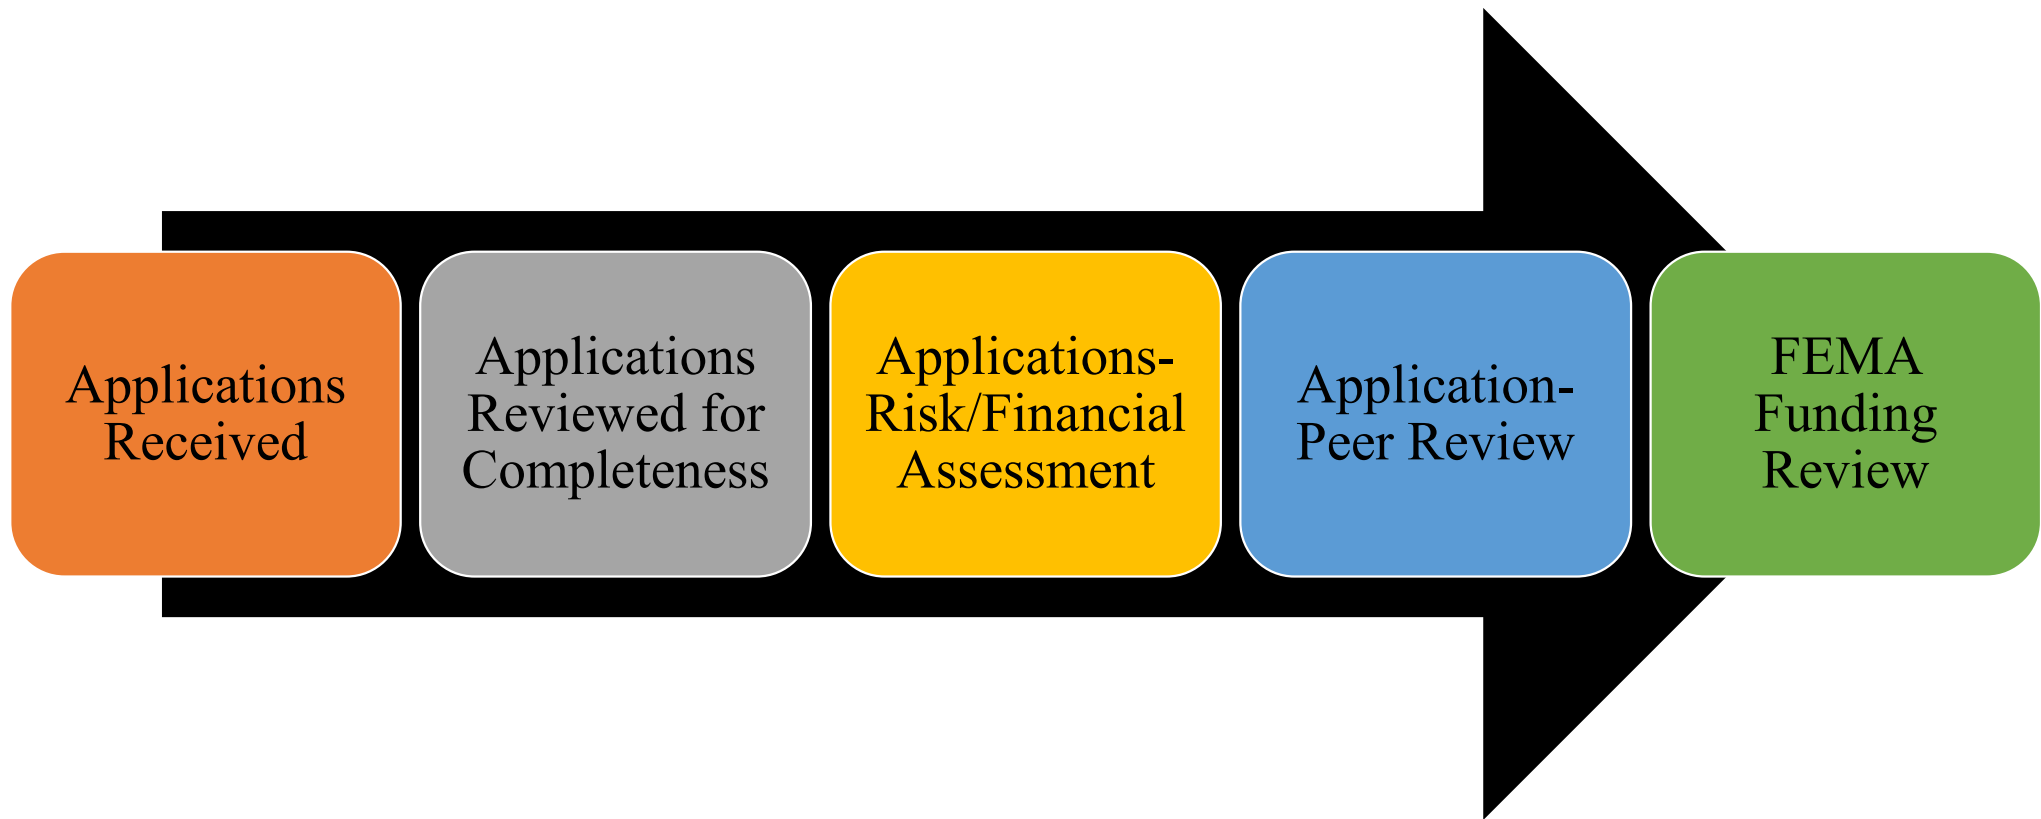 Applications
Received
Applications
Reviewed for
Completeness
Applications-
Risk/Financial
Assessment
Application-
Peer Review
FEMA
Funding
Review